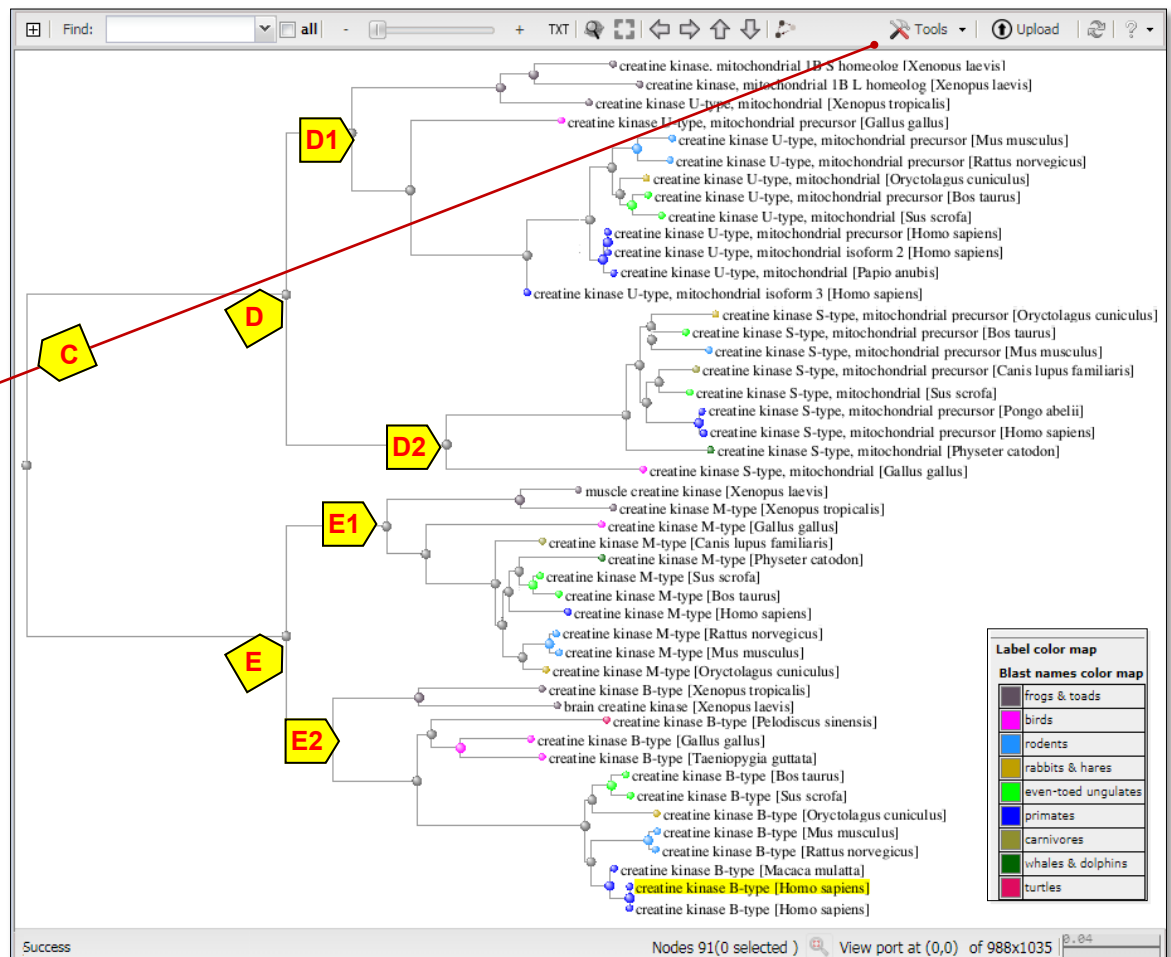 Find:
all
-
+
TXT
Tools
Upload
?
creatine kinase, mitochondrial 1B S homeolog [Xenopus laevis]
creatine kinase, mitochondrial 1B L homeolog [Xenopus laevis]
creatine kinase U-type, mitochondrial [Xenopus tropicalis]
creatine kinase U-type, mitochondrial precursor [Gallus gallus]
D1
creatine kinase U-type, mitochondrial precursor [Mus musculus]
creatine kinase U-type, mitochondrial precursor [Rattus norvegicus]
creatine kinase U-type, mitochondrial [Oryctolagus cuniculus]
creatine kinase U-type, mitochondrial precursor [Bos taurus]
creatine kinase U-type, mitochondrial [Sus scrofa]
creatine kinase U-type, mitochondrial precursor [Homo sapiens]
creatine kinase U-type, mitochondrial isoform 2 [Homo sapiens]
creatine kinase U-type, mitochondrial [Papio anubis]
creatine kinase U-type, mitochondrial isoform 3 [Homo sapiens]
D
creatine kinase S-type, mitochondrial precursor [Oryctolagus cuniculus]
creatine kinase S-type, mitochondrial precursor [Bos taurus]
C
creatine kinase S-type, mitochondrial precursor [Mus musculus]
creatine kinase S-type, mitochondrial precursor [Canis lupus familiaris]
creatine kinase S-type, mitochondrial [Sus scrofa]
creatine kinase S-type, mitochondrial precursor [Pongo abelii]
creatine kinase S-type, mitochondrial precursor [Homo sapiens]
D2
creatine kinase S-type, mitochondrial [Physeter catodon]
creatine kinase S-type, mitochondrial [Gallus gallus]
muscle creatine kinase [Xenopus laevis]
creatine kinase M-type [Xenopus tropicalis]
E1
creatine kinase M-type [Gallus gallus]
creatine kinase M-type [Canis lupus familiaris]
creatine kinase M-type [Physeter catodon]
creatine kinase M-type [Sus scrofa]
creatine kinase M-type [Bos taurus]
creatine kinase M-type [Homo sapiens]
creatine kinase M-type [Rattus norvegicus]
creatine kinase M-type [Mus musculus]
E
creatine kinase M-type [Oryctolagus cuniculus]
creatine kinase B-type [Xenopus tropicalis]
brain creatine kinase [Xenopus laevis]
creatine kinase B-type [Pelodiscus sinensis]
E2
creatine kinase B-type [Gallus gallus]
creatine kinase B-type [Taeniopygia guttata]
creatine kinase B-type [Bos taurus]
creatine kinase B-type [Sus scrofa]
creatine kinase B-type [Oryctolagus cuniculus]
creatine kinase B-type [Mus musculus]
creatine kinase B-type [Rattus norvegicus]
creatine kinase B-type [Macaca mulatta]
creatine kinase B-type [Homo sapiens]
creatine kinase B-type [Homo sapiens]
Label color map
Blast names color map
frogs & toads
birds
rodents
rabbits & hares
even-toed ungulates
primates
carnivores
whales & dolphins
turtles
Success
Nodes 91(0 selected )
View port at (0,0) of 988x1035
0.04